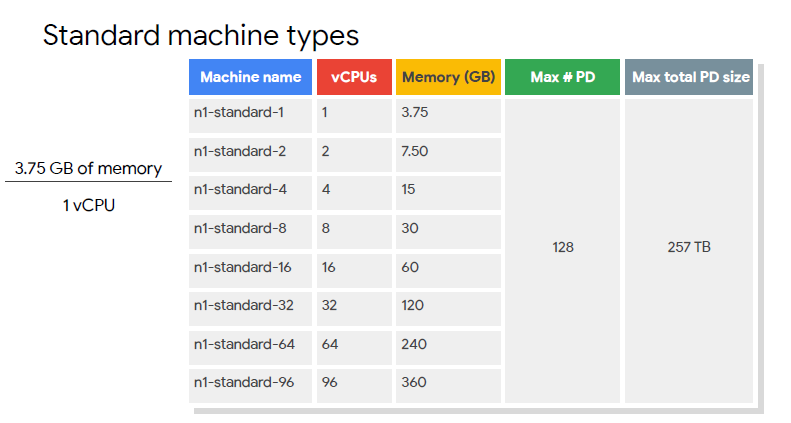 Standard machine types
3.75 GB of memory
1 vCPU
Machine name vCPUs Memory (GB) Max # PD Max total PD size
n1-standard-1 1 3.75
n1-standard-2 2 7.50
n1-standard-4 4 15
n1-standard-8 8 30
128 257 TB
n1-standard-16 16 60
n1-standard-32 32 120
n1-standard-64 64 240
n1-standard-96 96 360